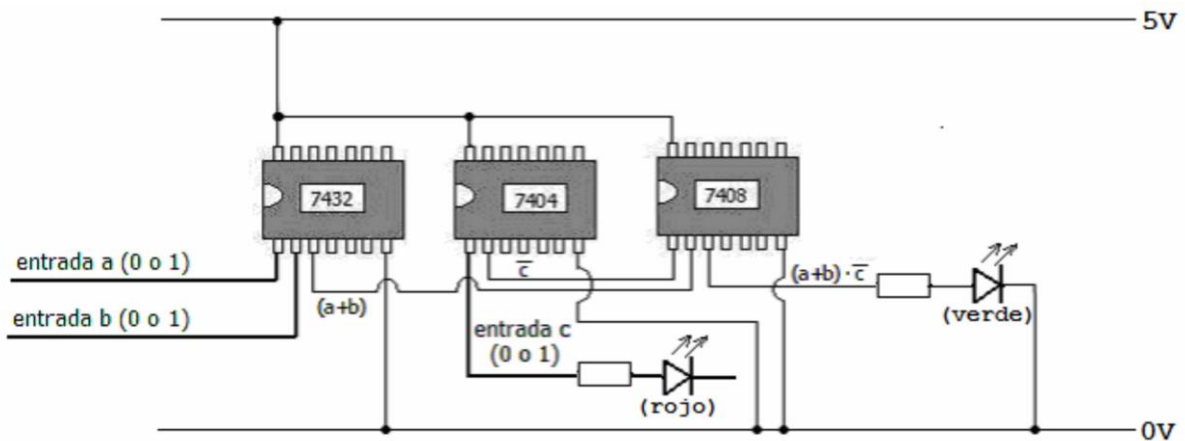 5V
7432
7404
7408
entrada a (0 o 1)
c̅
(a+b)·c̅
(a+b)
entrada b (0 o 1)
(verde)
entrada c
(0 o 1)
(rojo)
0V